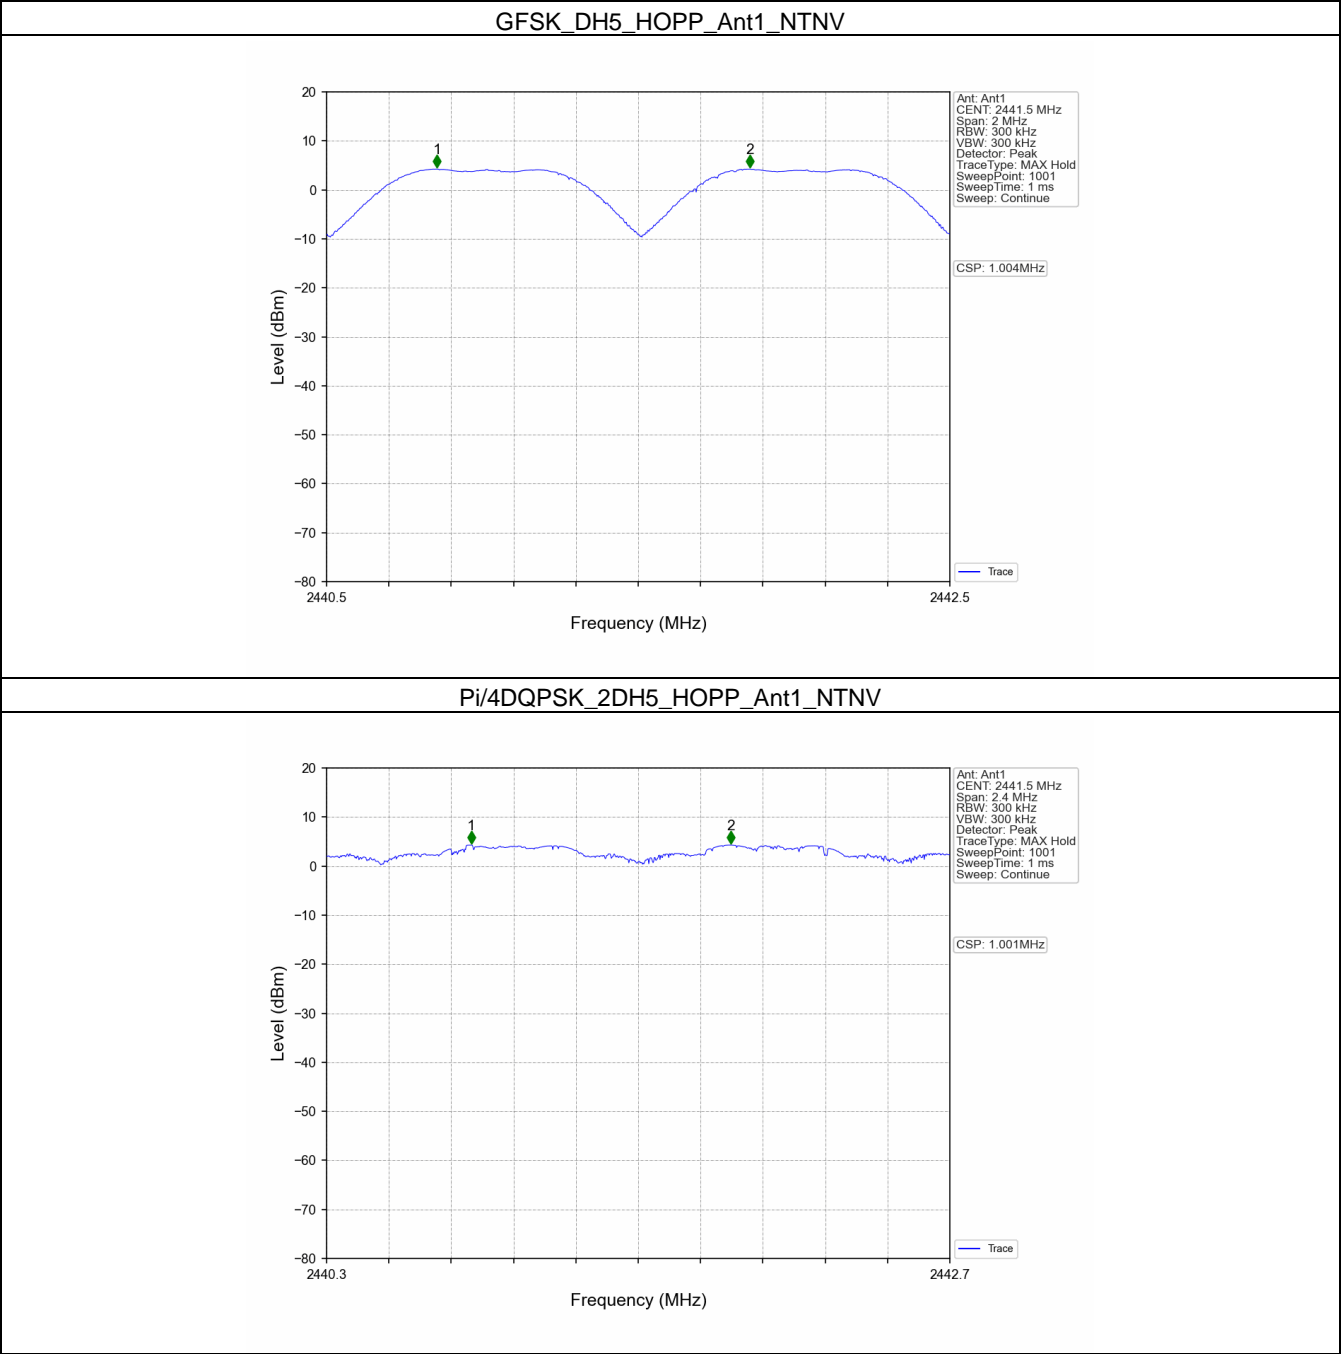 GFSK_DH5_HOPP_Ant1_NTNV
20
10
0
−10
−20
−30
−40
−50
−60
−70
−80
Level (dBm)
1
2
2440.5
2442.5
Frequency (MHz)
Ant: Ant1
CENT: 2441.5 MHz
Span: 2 MHz
RBW: 300 kHz
VBW: 300 kHz
Detector: Peak
TraceType: MAX Hold
SweepPoint: 1001
SweepTime: 1 ms
Sweep: Continue
CSP: 1.004MHz
Trace
Pi/4DQPSK_2DH5_HOPP_Ant1_NTNV
20
10
0
−10
−20
−30
−40
−50
−60
−70
−80
Level (dBm)
1
2
2440.3
2442.7
Frequency (MHz)
Ant: Ant1
CENT: 2441.5 MHz
Span: 2.4 MHz
RBW: 300 kHz
VBW: 300 kHz
Detector: Peak
TraceType: MAX Hold
SweepPoint: 1001
SweepTime: 1 ms
Sweep: Continue
CSP: 1.001MHz
Trace